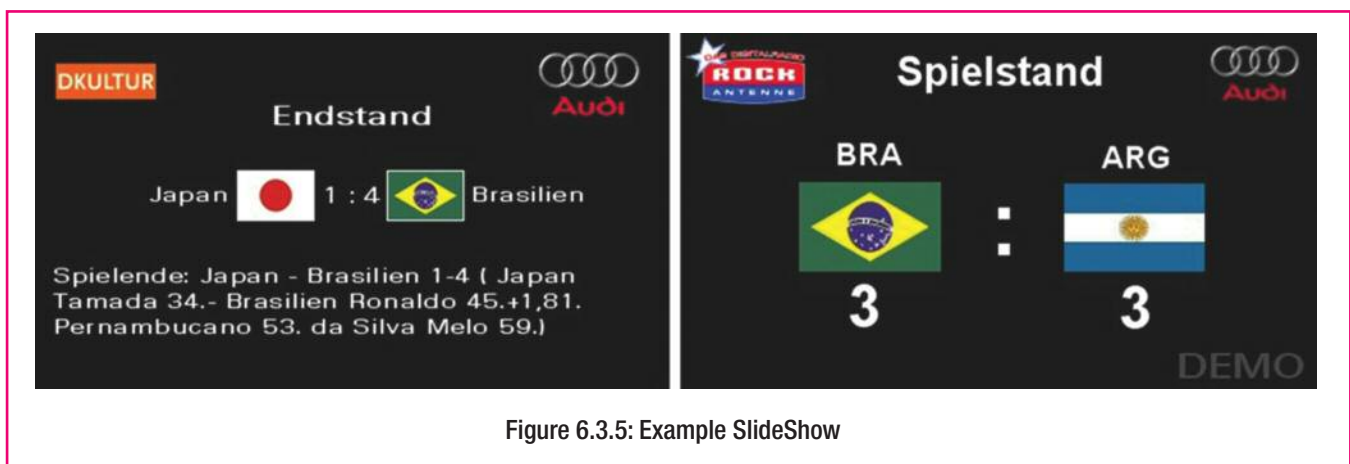 DKULTUR
Audi
Endstand
Japan 1 : 4 Brasilien
Spielende: Japan - Brasilien 1-4 ( Japan
Tamada 34.- Brasilien Ronaldo 45.+1,81.
Pernambucano 53. da Silva Melo 59.)
DAS DIGITALRADIO
ROCK
ANTENNE
Spielstand
Audi
BRA ARG
:
3 3
DEMO
Figure 6.3.5: Example SlideShow